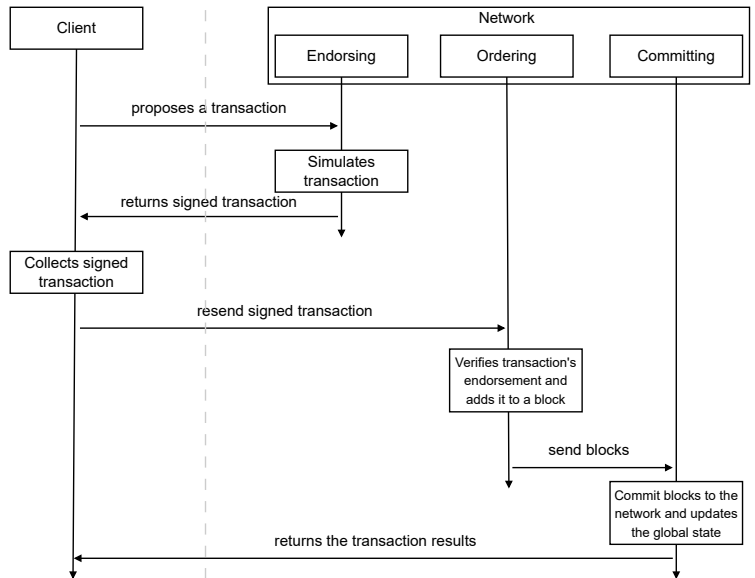 Client
Network
Endorsing
Ordering
Committing
proposes a transaction
Simulates
transaction
returns signed transaction
Collects signed
transaction
resend signed transaction
Verifies transaction's
endorsement and
adds it to a block
send blocks
Commit blocks to the
network and updates
the global state
returns the transaction results